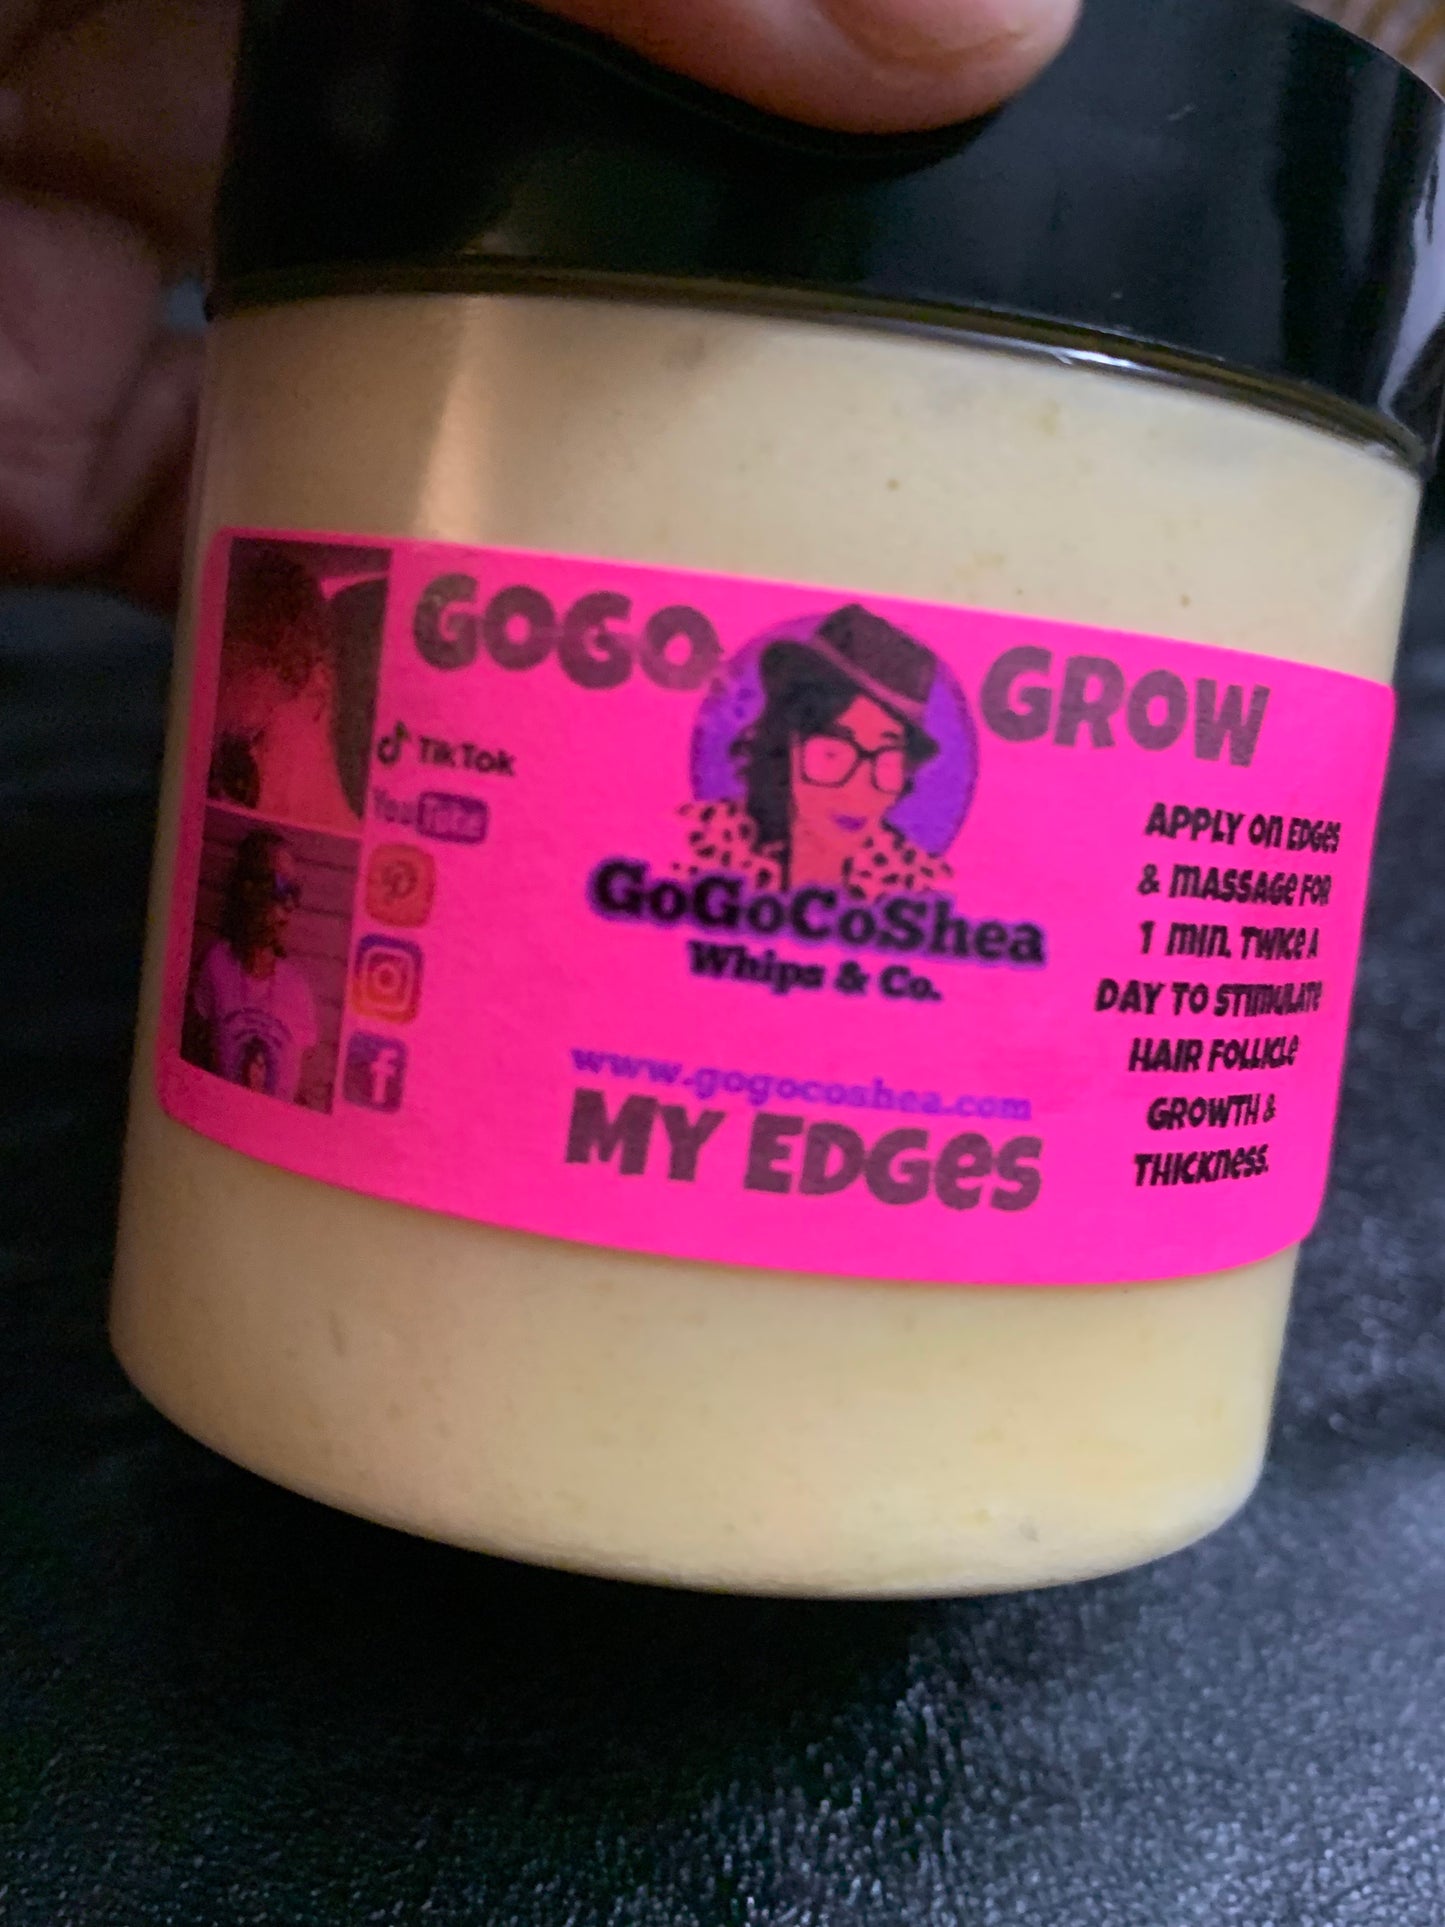 GOGO GROW
TikTok
YouTube
GoGoCoShea
Whips & Co.
www.gogocoshea.com
MY EDGES
APPLY ON EDGES
& MASSAGE FOR
1 MIN. TWICE A
DAY TO STIMULATE
HAIR FOLLICLE
GROWTH &
THICKNESS.